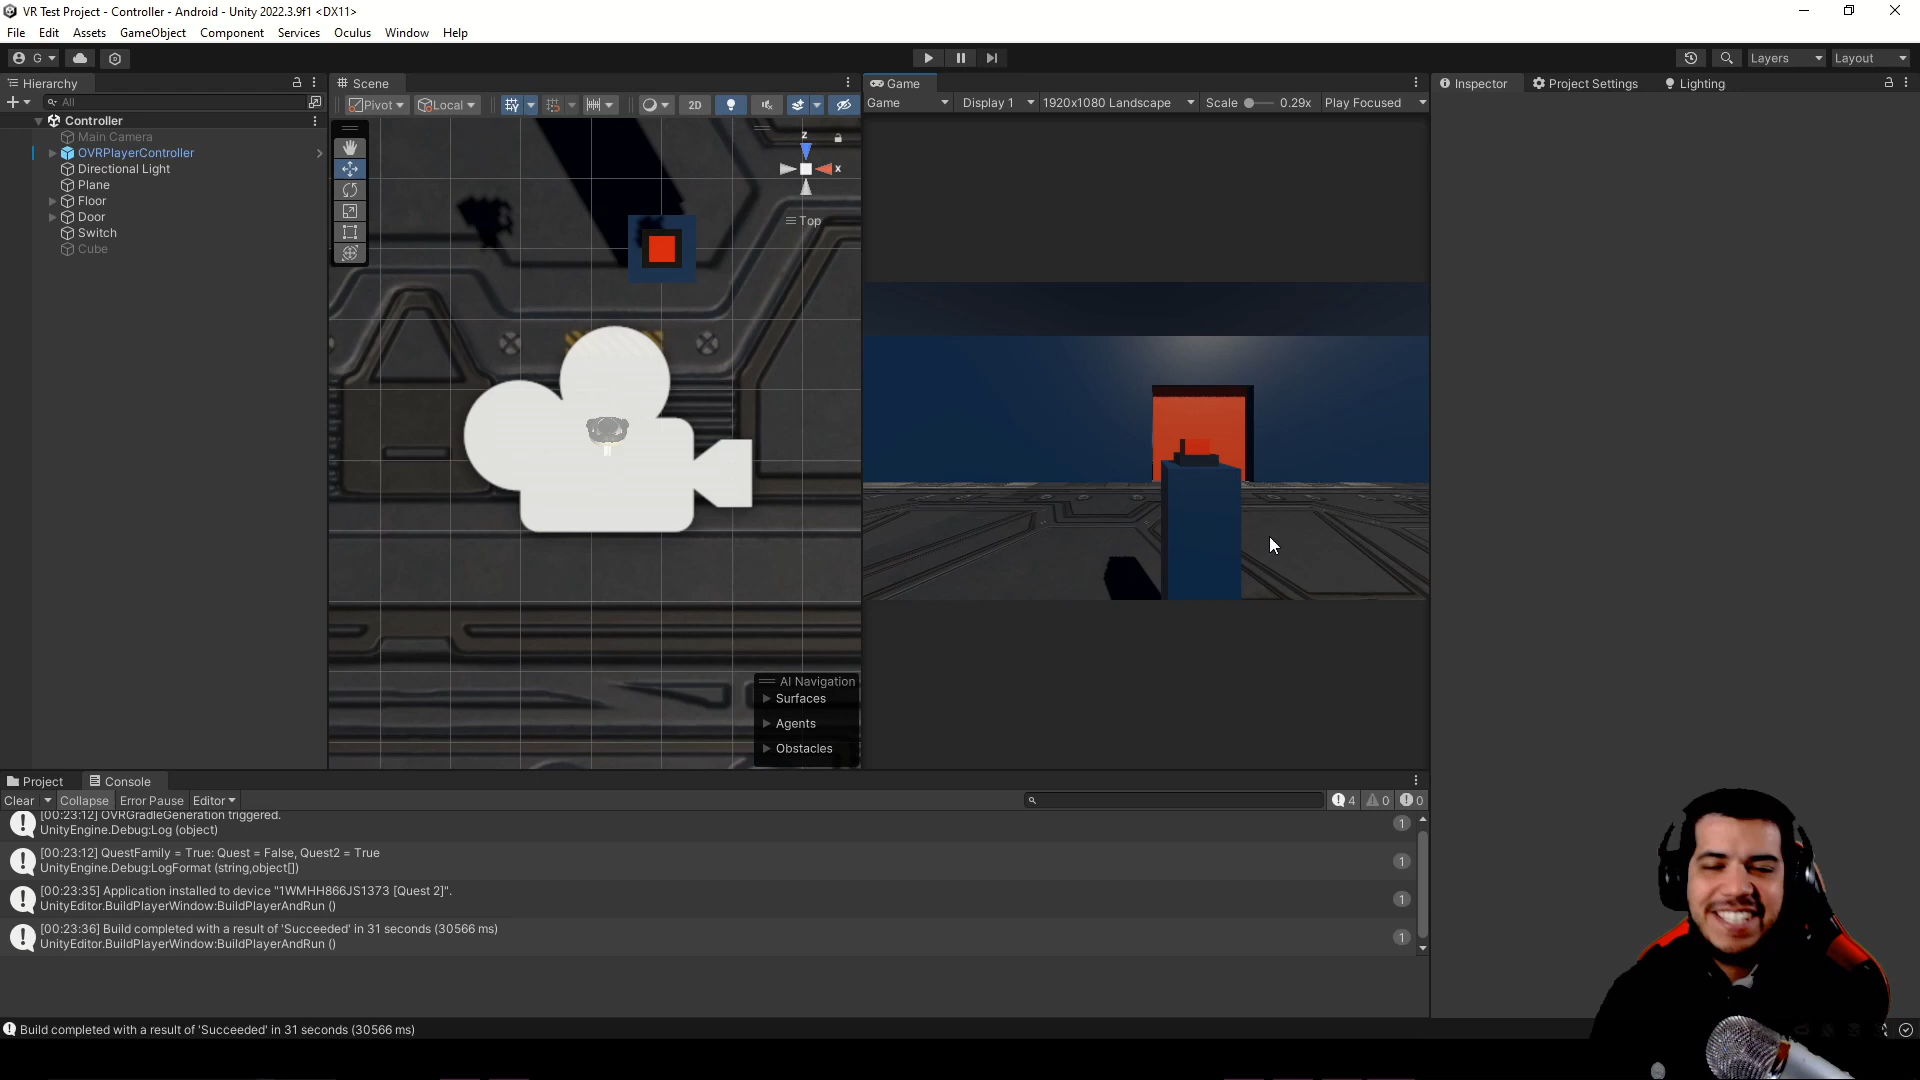 VR Test Project - Controller - Android - Unity 2022.3.9f1 <DX11>
File Edit Assets GameObject Component Services Oculus Window Help
G
Layers Layout
Hierarchy
All
Controller
Main Camera
OVRPlayerController
Directional Light
Plane
Floor
Door
Switch
Cube
Scene
Pivot Local 2D
z
x
Top
AI Navigation
Surfaces
Agents
Obstacles
Game
Game Display 1 1920x1080 Landscape Scale 0.29x Play Focused
Inspector Project Settings Lighting
Project Console
Clear Collapse Error Pause Editor 4 0 0
[00:23:12] OVRGradleGeneration triggered.
UnityEngine.Debug:Log (object)
1
[00:23:12] QuestFamily = True: Quest = False, Quest2 = True
UnityEngine.Debug:LogFormat (string,object[])
1
[00:23:35] Application installed to device "1WMHH866JS1373 [Quest 2]".
UnityEditor.BuildPlayerWindow:BuildPlayerAndRun ()
1
[00:23:36] Build completed with a result of 'Succeeded' in 31 seconds (30566 ms)
UnityEditor.BuildPlayerWindow:BuildPlayerAndRun ()
1
Build completed with a result of 'Succeeded' in 31 seconds (30566 ms)